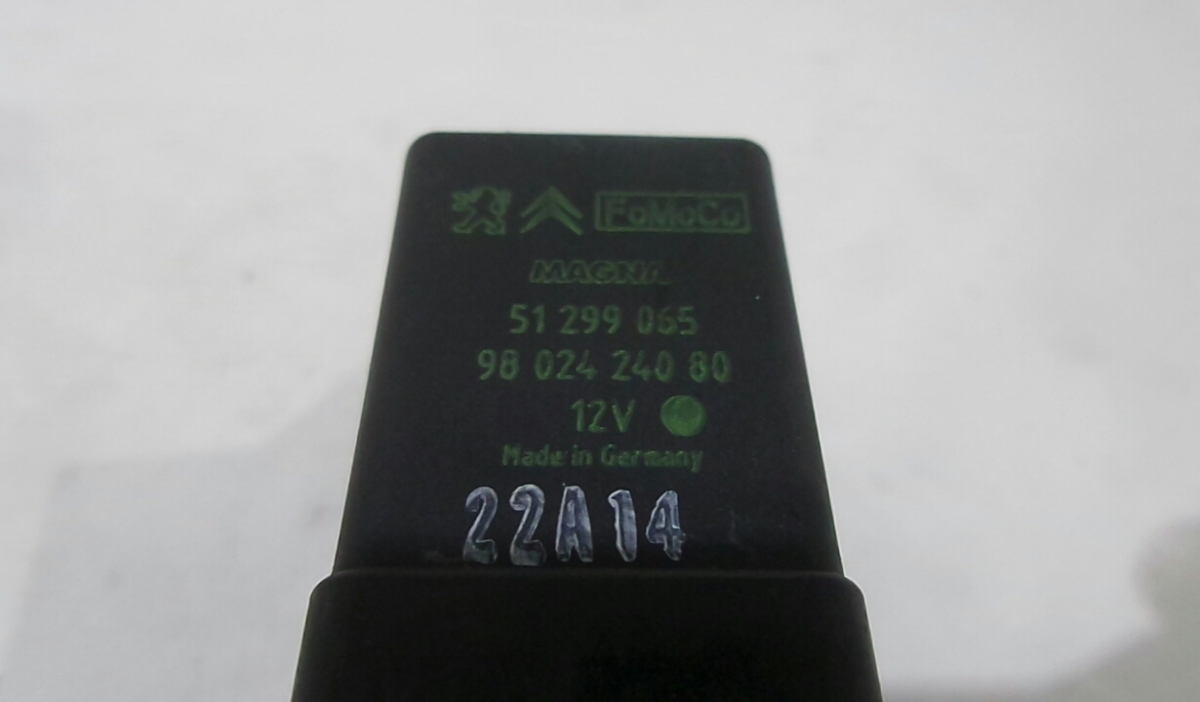 FoMoCo
MAGNA
51 299 065
98 024 240 80
12V
Made in Germany
22A14